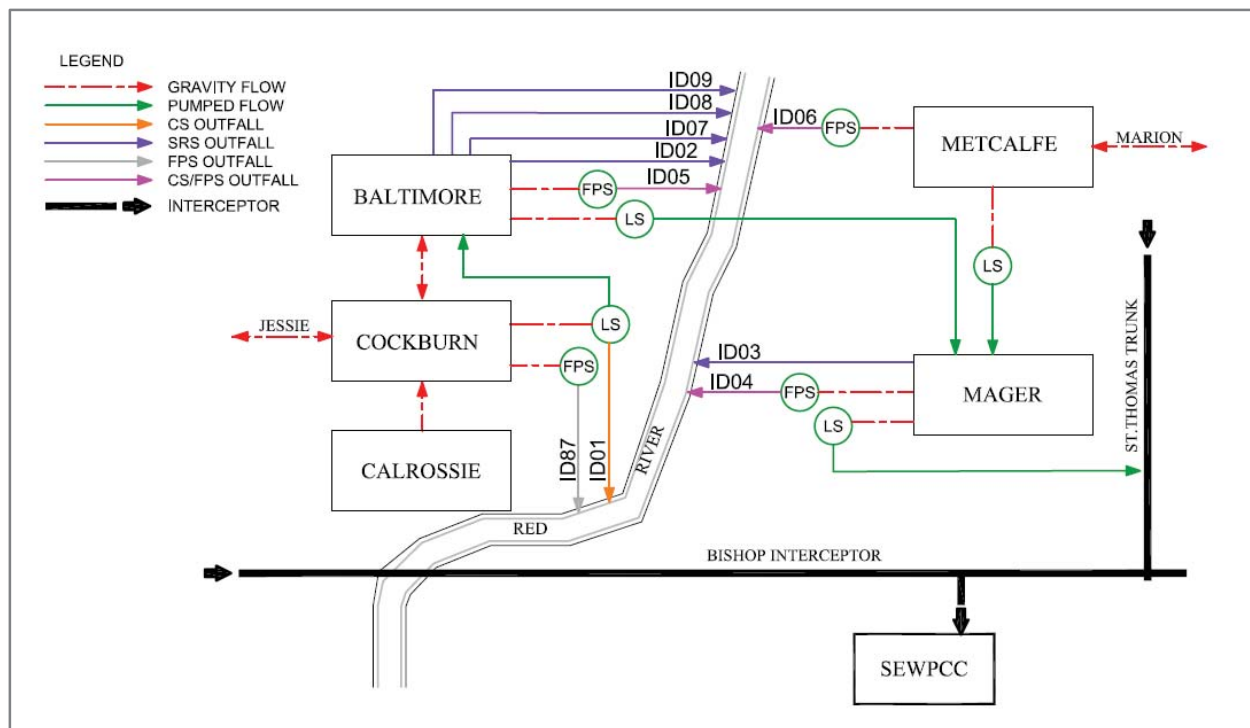 LEGEND
GRAVITY FLOW
PUMPED FLOW
CS OUTFALL
SRS OUTFALL
FPS OUTFALL
CS/FPS OUTFALL
INTERCEPTOR
ID09
ID08
ID07
ID02
ID05
FPS
LS
BALTIMORE
ID06
FPS
METCALFE
MARION
LS
JESSIE
COCKBURN
LS
FPS
CALROSSIE
ID87
ID01
ID03
ID04
FPS
LS
MAGER
ST.THOMAS TRUNK
RIVER
RED
BISHOP INTERCEPTOR
SEWPCC